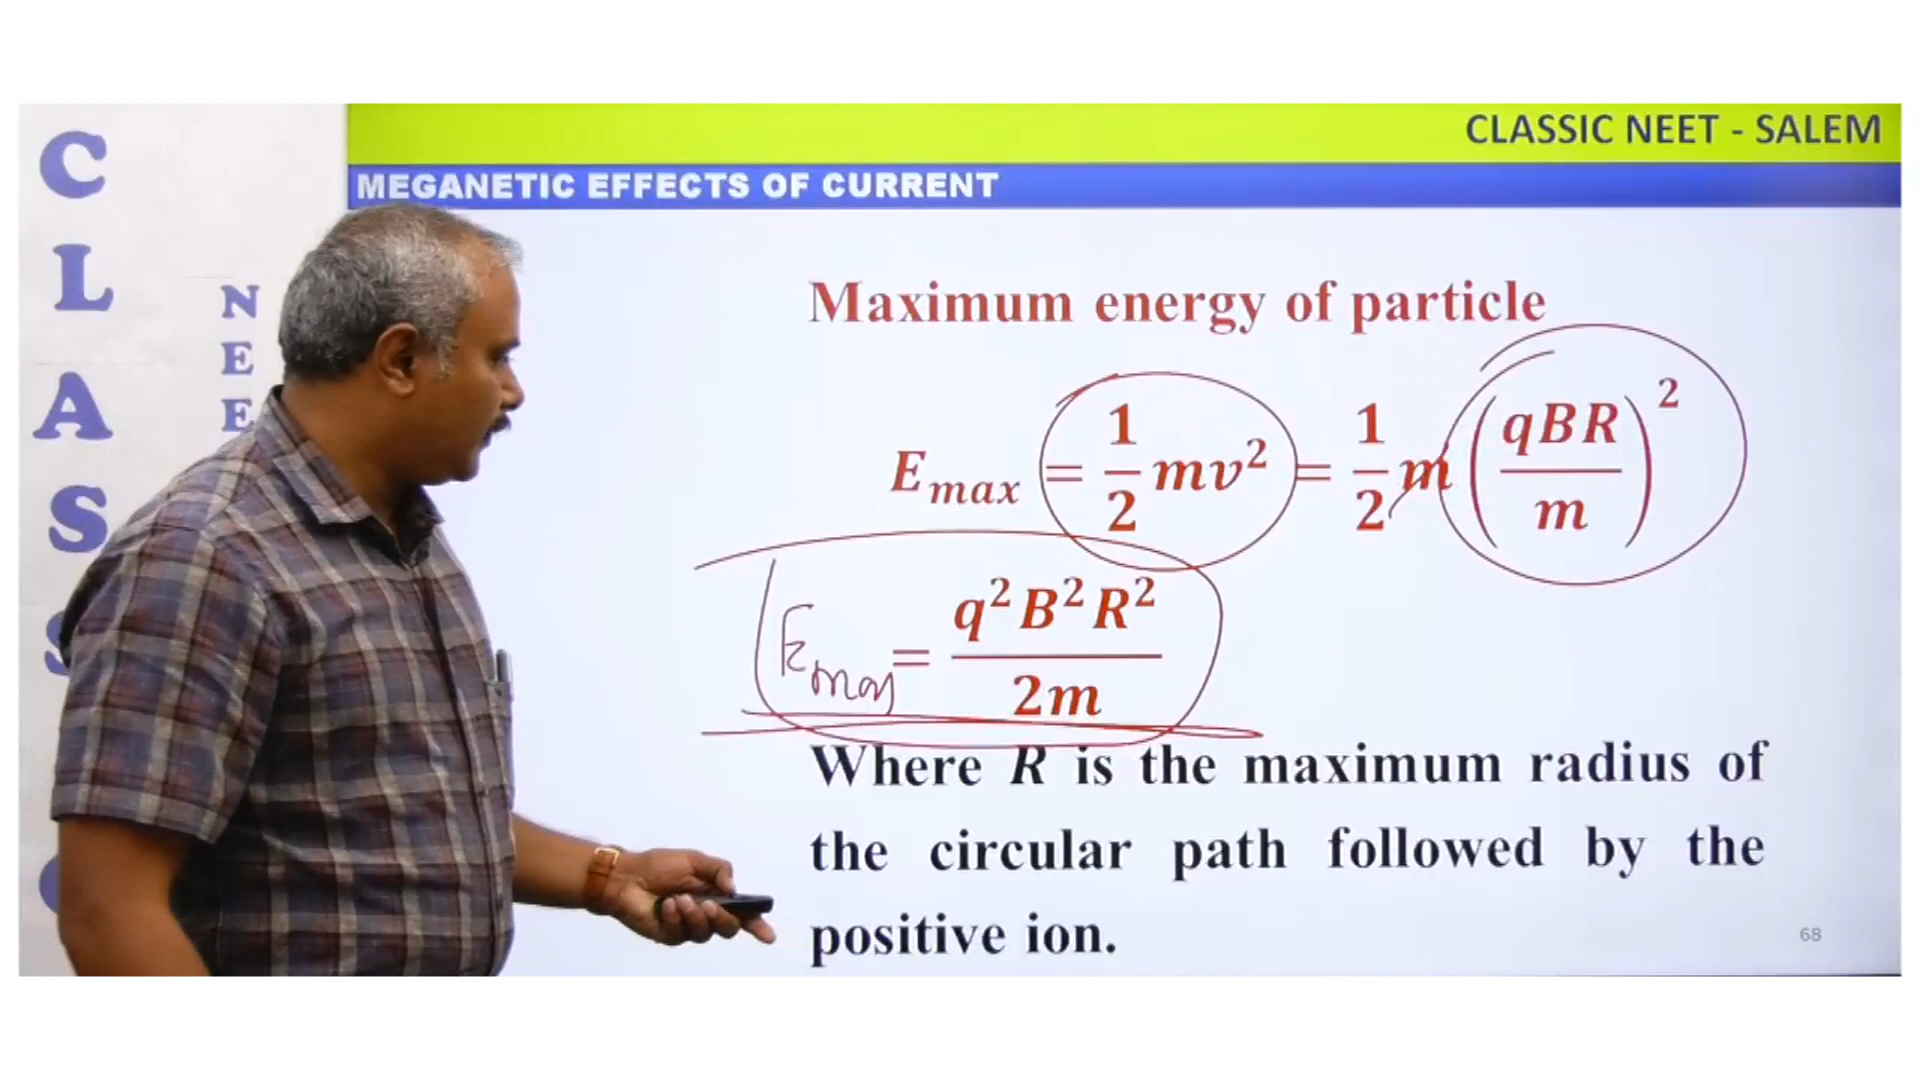 CLASSIC NEET - SALEM
MEGANETIC EFFECTS OF CURRENT
C
L
A
S
S
N
E
E
Maximum energy of particle
E_max = 1/2 mv² = 1/2 m (qBR/m)²
E_max = q²B²R²/2m
Where R is the maximum radius of
the circular path followed by the
positive ion.
68